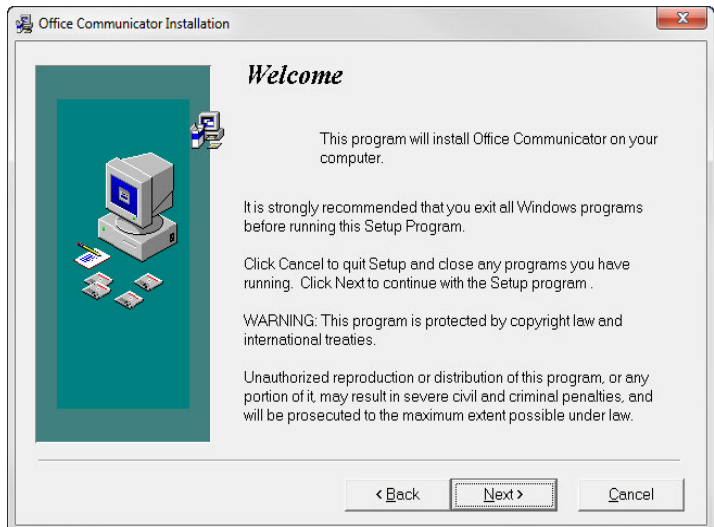 Office Communicator Installation
Welcome
This program will install Office Communicator on your
computer.
It is strongly recommended that you exit all Windows programs
before running this Setup Program.
Click Cancel to quit Setup and close any programs you have
running.  Click Next to continue with the Setup program .
WARNING: This program is protected by copyright law and
international treaties.
Unauthorized reproduction or distribution of this program, or any
portion of it, may result in severe civil and criminal penalties, and
will be prosecuted to the maximum extent possible under law.
< Back
Next >
Cancel